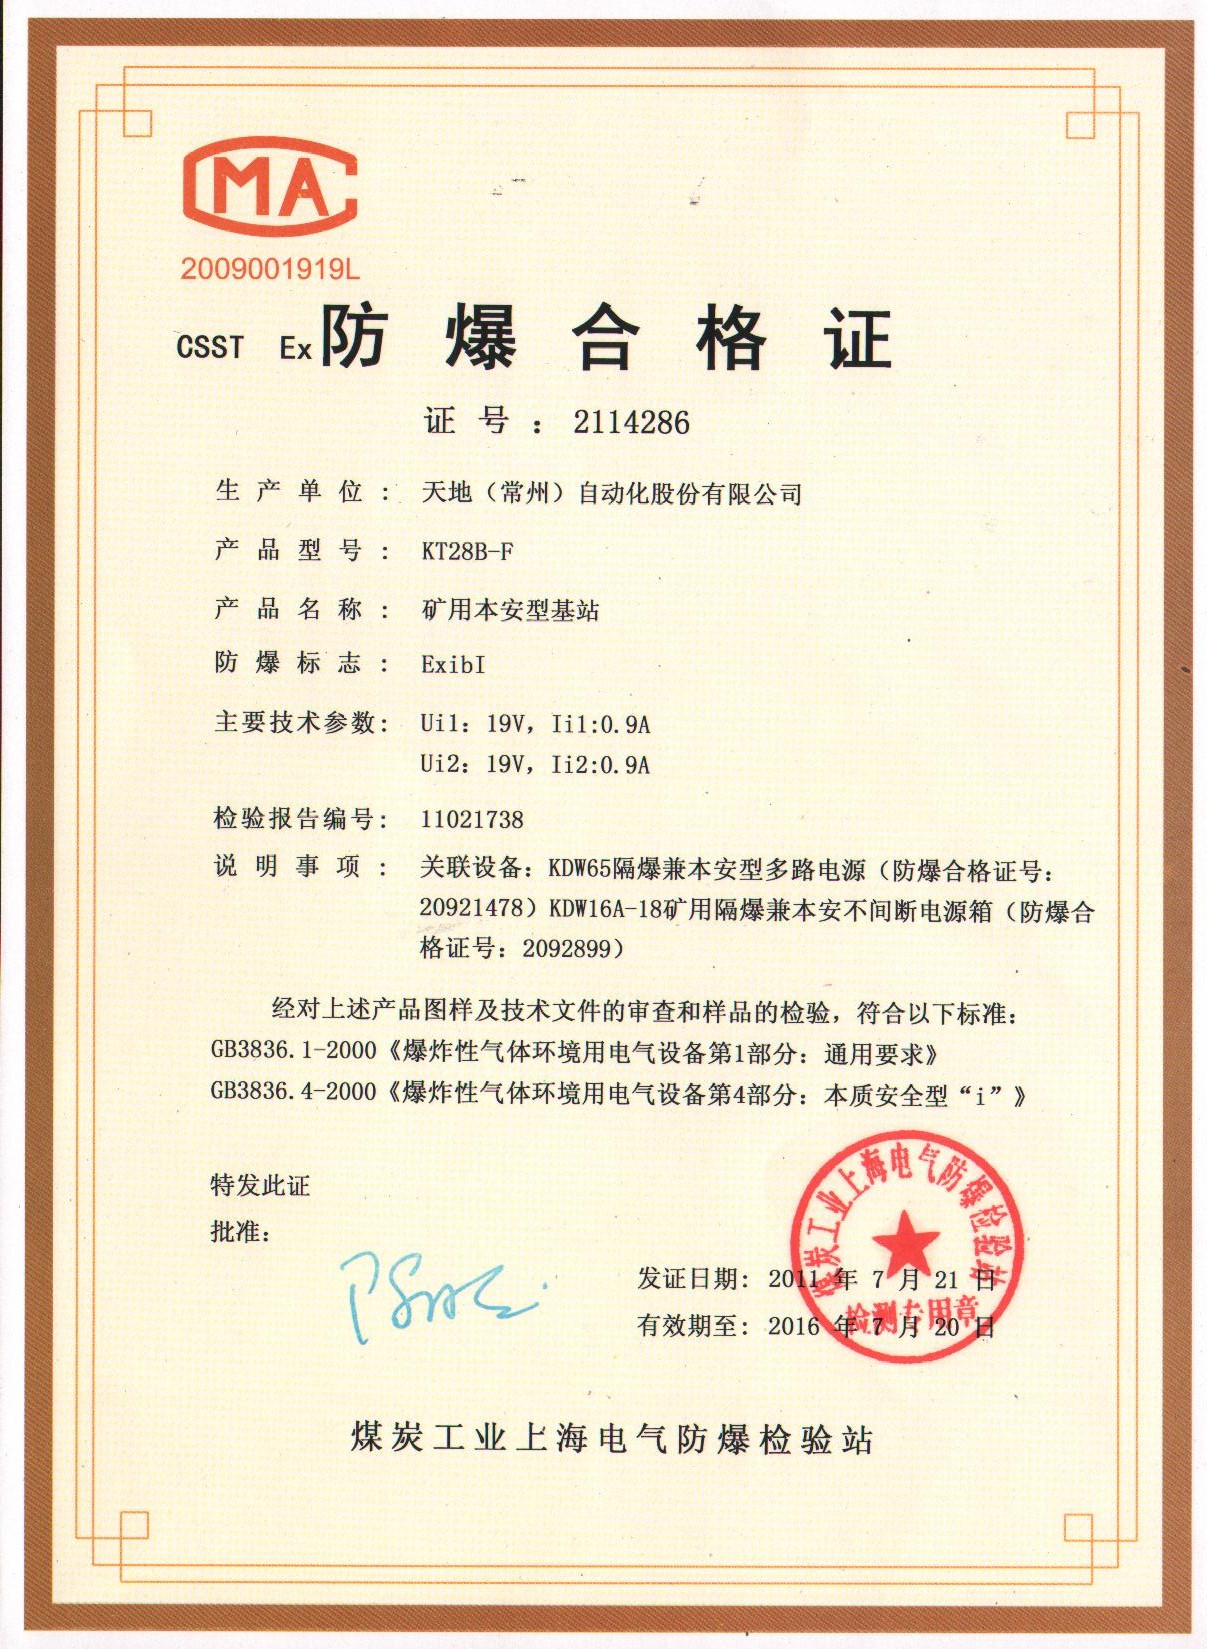 CMA
2009001919L
CSST Ex防爆合格证
证号：2114286
生产单位：天地（常州）自动化股份有限公司
产品型号：KT28B-F
产品名称：矿用本安型基站
防爆标志：ExibI
主要技术参数：Ui1：19V，Ii1:0.9A
Ui2：19V，Ii2:0.9A
检验报告编号：11021738
说明事项：关联设备：KDW65隔爆兼本安型多路电源（防爆合格证号：
20921478）KDW16A-18矿用隔爆兼本安不间断电源箱（防爆合
格证号：2092899）
经对上述产品图样及技术文件的审查和样品的检验，符合以下标准：
GB3836.1-2000《爆炸性气体环境用电气设备第1部分：通用要求》
GB3836.4-2000《爆炸性气体环境用电气设备第4部分：本质安全型“i”》
特发此证
批准：
煤炭工业上海电气防爆检验站
检测专用章
发证日期：2011 年 7 月 21 日
有效期至：2016 年 7 月 20 日
煤炭工业上海电气防爆检验站